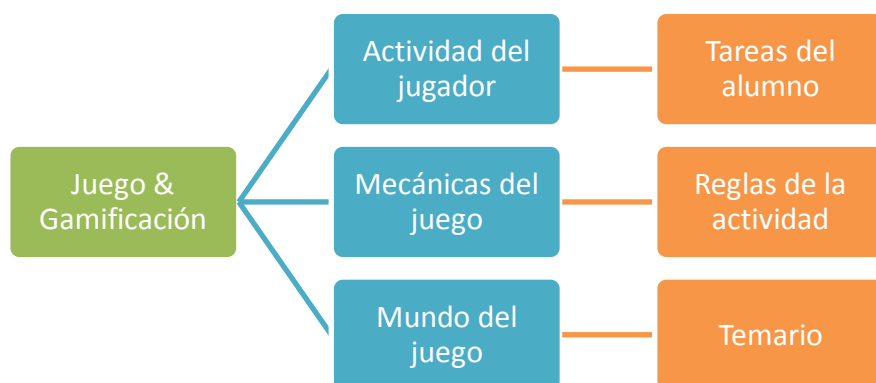 Juego &
Gamificación
Actividad del
jugador
Tareas del
alumno
Mecánicas del
juego
Reglas de la
actividad
Mundo del
juego
Temario